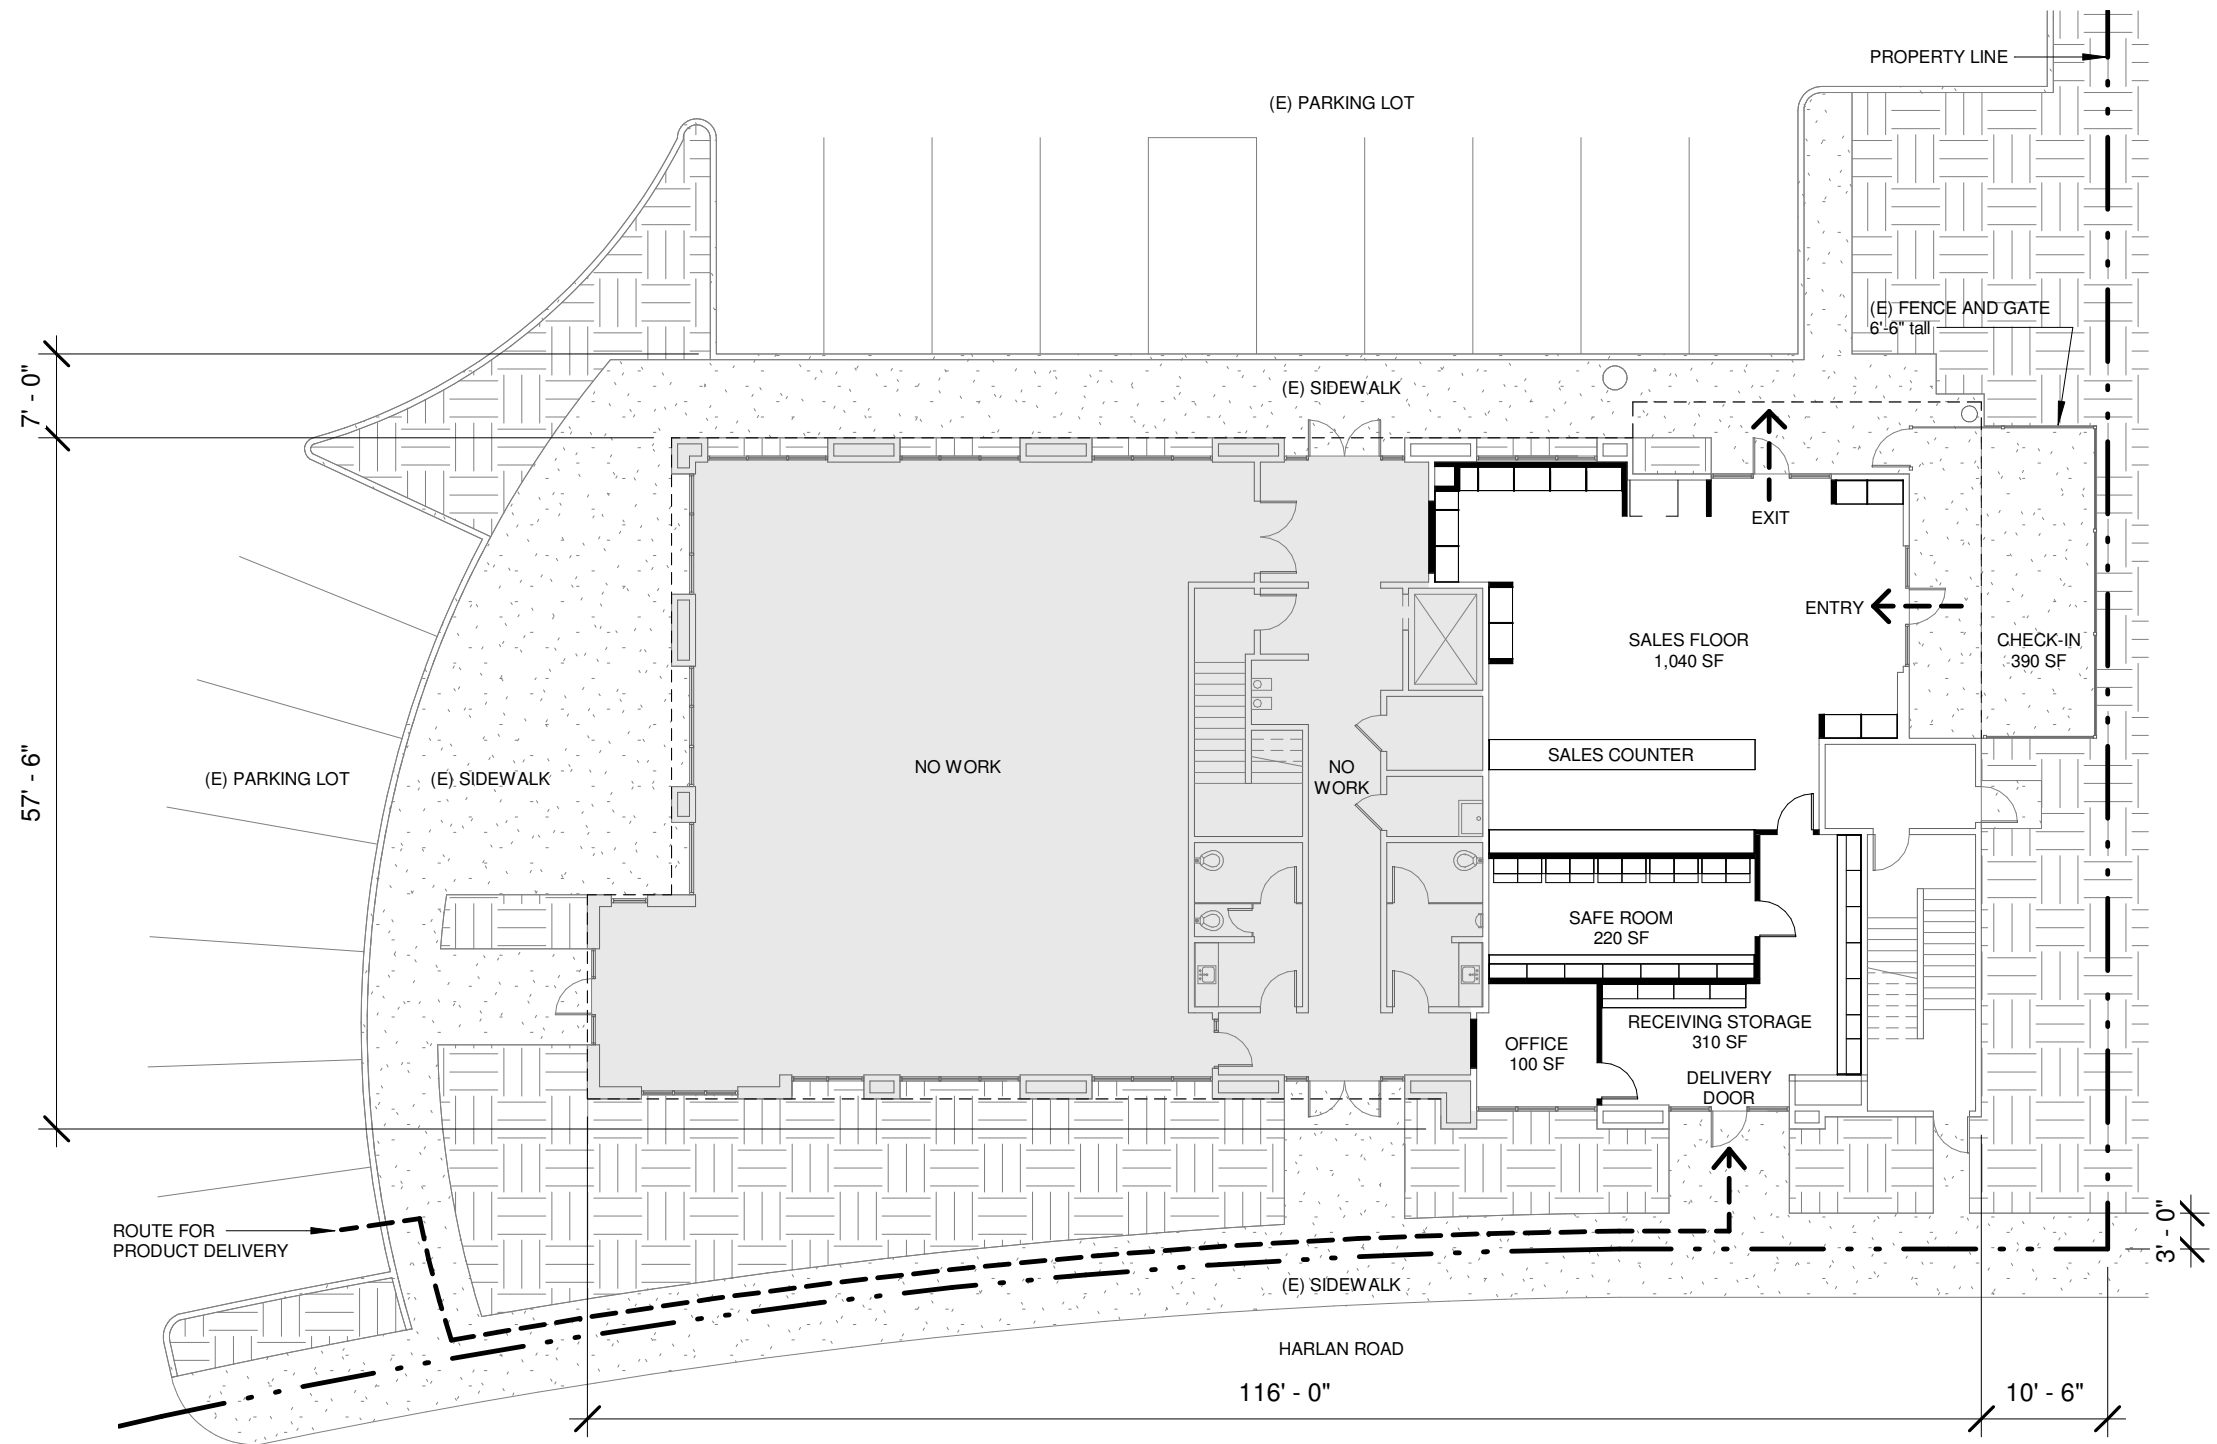 PROPERTY LINE
(E) PARKING LOT
(E) FENCE AND GATE
6'-6" tall
7' - 0"
(E) SIDEWALK
EXIT
ENTRY
SALES FLOOR
1,040 SF
CHECK-IN
390 SF
57' - 6"
(E) PARKING LOT
(E) SIDEWALK
NO WORK
NO
WORK
SALES COUNTER
SAFE ROOM
220 SF
RECEIVING STORAGE
310 SF
OFFICE
100 SF
DELIVERY
DOOR
ROUTE FOR
PRODUCT DELIVERY
3' - 0"
(E) SIDEWALK
HARLAN ROAD
116' - 0"
10' - 6"